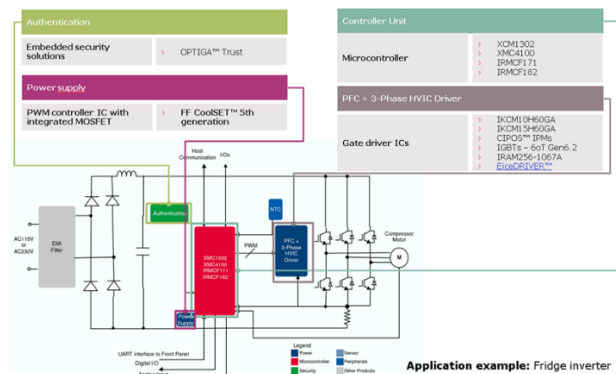 Authentication
Embedded security solutions
› OPTIGA™ Trust
Power supply
PWM controller IC with integrated MOSFET
› FF CoolSET™ 5th generation
Controller Unit
Microcontroller
› XCM1302
› XMC4100
› IRMCF171
› IRMCF182
PFC + 3-Phase HVIC Driver
Gate driver ICs
› IKCM10H60GA
› IKCM15H60GA
› CIPOS™ IPMs
› IGBTs - 6oT Gen6.2
› IRAM256-1067A
› EiceDRIVER™
Host
Communication
I/Os
Authentication
NTC
AC115V
or
AC230V
EMI
Filter
XMC1302
XMC4100
IRMCF171
IRMCF182
PWM
PFC +
3-Phase
HVIC
Driver
Compressor
Motor
M
Power
Supply
UART interface to Front Panel
Digital I/O
Analog Input
Legend
Power
Microcontroller
Security
Sensor
Peripherals
Other Products
Application example: Fridge inverter